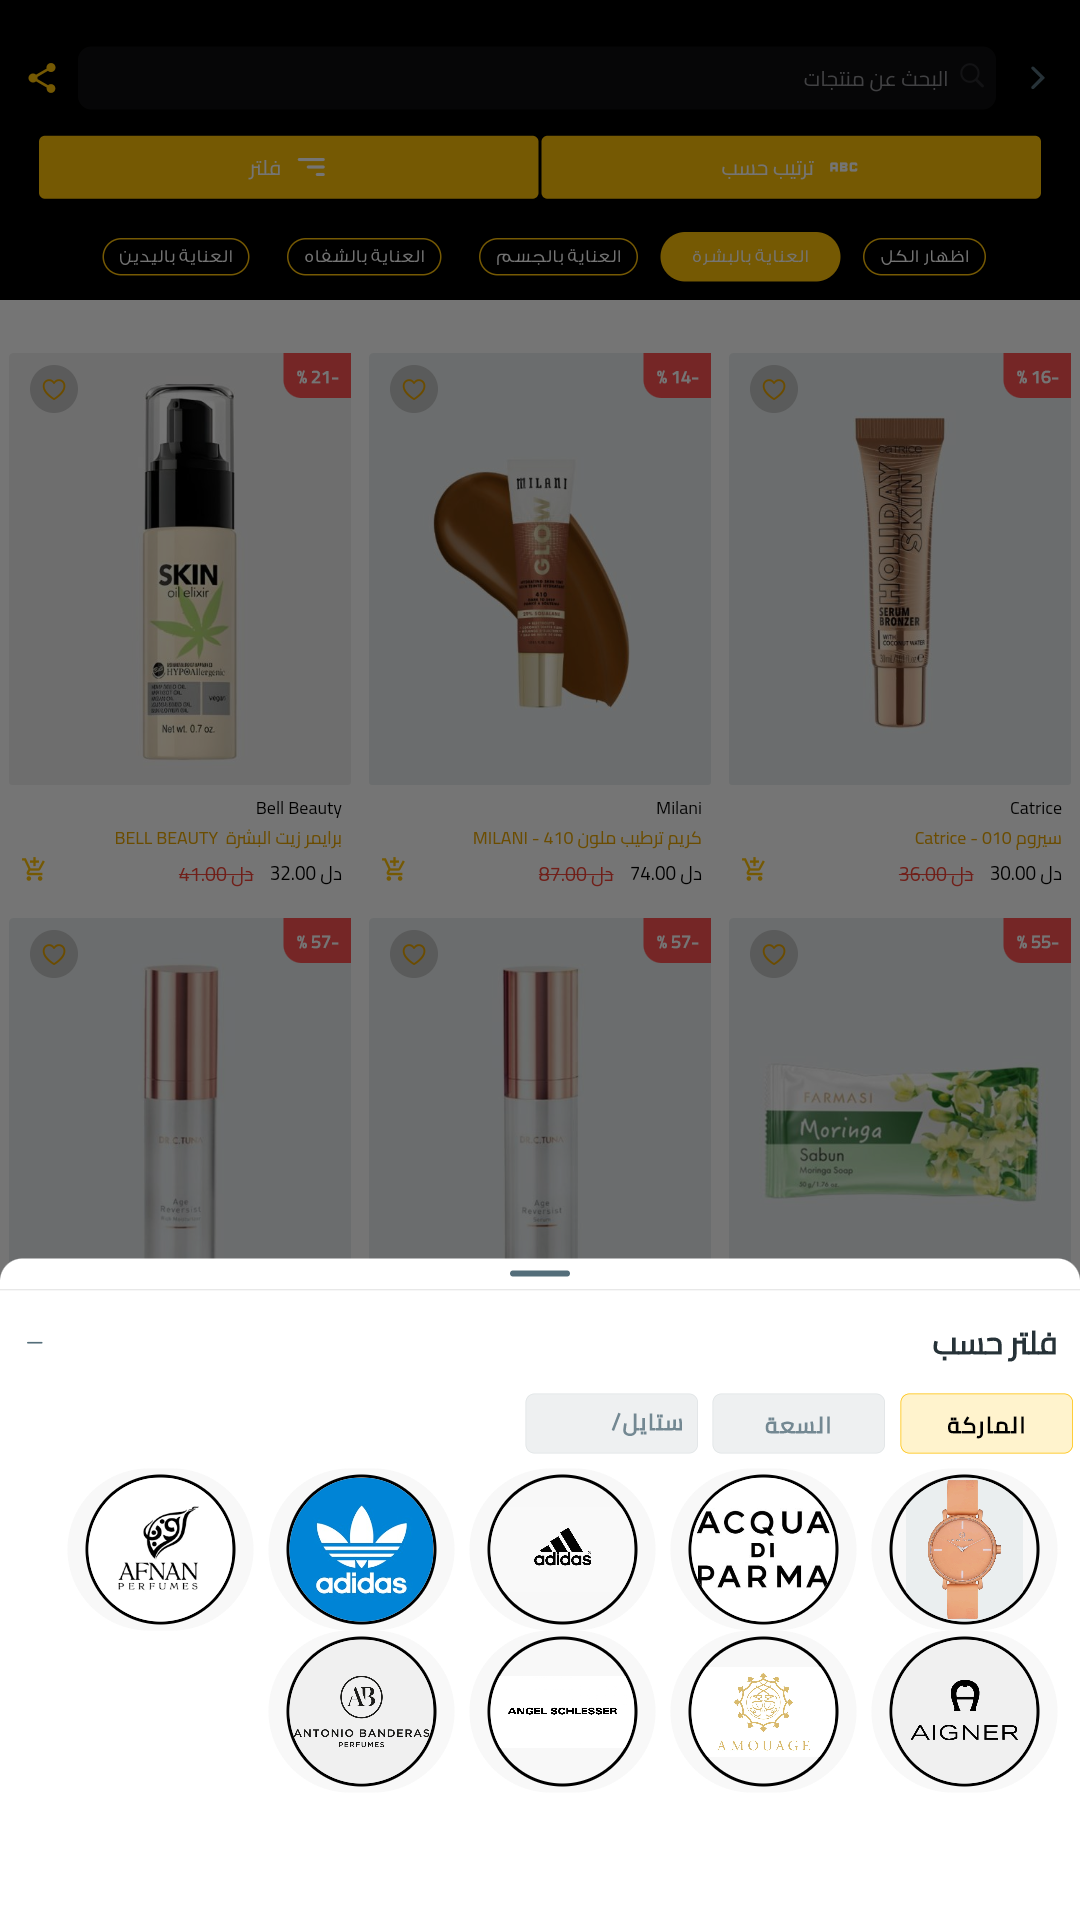 البحث عن منتجات
ترتيب حسب ABC
فلتر
اظهار الكل
العناية بالبشرة
العناية بالجسم
العناية بالشفاه
العناية باليدين
% 16-
% 14-
% 21-
catrice
HOLIDAY
SKIN
SERUM
BRONZER
WITH
COCONUT WATER
MILANI
GLOW
410
SKIN
oil elixir
HYPOAllergenic
vegan
Net wt. 0.7 oz.
Catrice
سيروم Catrice - 010
30.00 دل 36.00 دل
Milani
كريم ترطيب ملون MILANI - 410
74.00 دل 87.00 دل
Bell Beauty
برايمر زيت البشرة BELL BEAUTY
32.00 دل 41.00 دل
% 55-
% 57-
% 57-
FARMASI
Moringa
Sabun
Moringa Soap
DR.C.TUNA
Age
Reversist
DR.C.TUNA
Age
Reversist
فلتر حسب
الماركة
السعة
ستايل/
ACQUA
DI
PARMA
adidas
adidas
AFNAN
PERFUMES
AIGNER
AMOUAGE
ANGEL SCHLESSER
AB
ANTONIO BANDERAS
PERFUMES